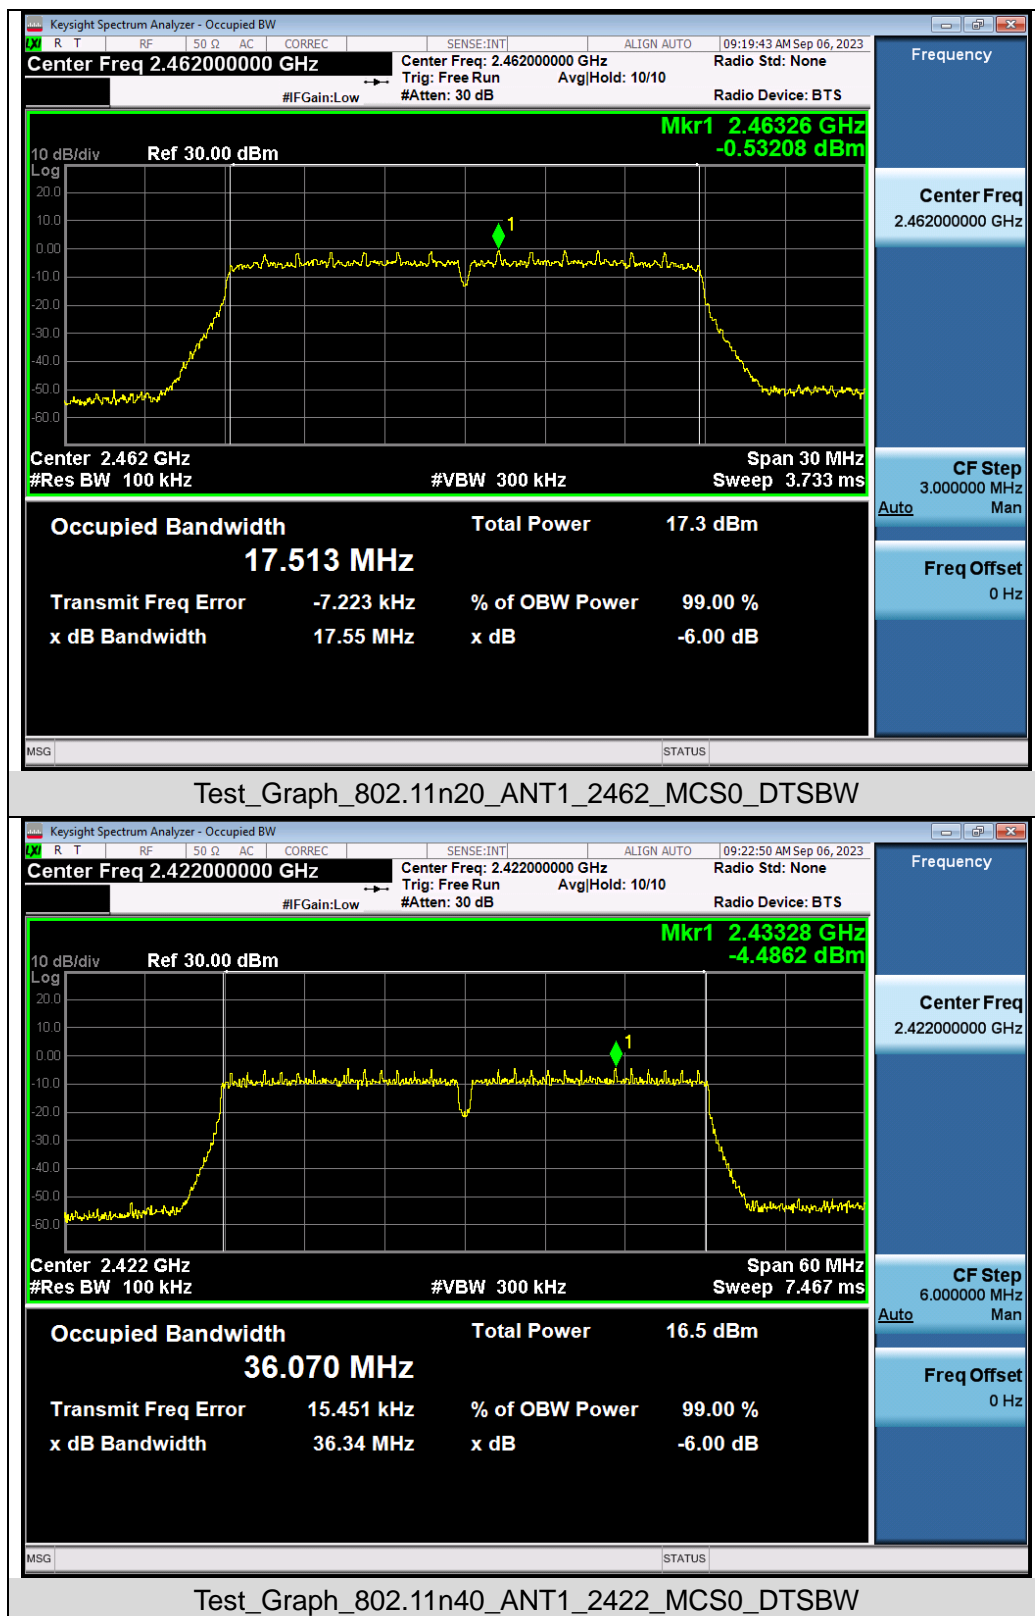 Keysight Spectrum Analyzer - Occupied BW
LXI R T RF 50 Ω AC CORREC SENSE:INT ALIGN AUTO 09:19:43 AM Sep 06, 2023
Center Freq 2.462000000 GHz
Center Freq: 2.462000000 GHz
Radio Std: None
Trig: Free Run Avg|Hold: 10/10
#IFGain:Low
#Atten: 30 dB
Radio Device: BTS
Frequency
Mkr1 2.46326 GHz
-0.53208 dBm
10 dB/div Ref 30.00 dBm
Log
20.0
10.0
0.00
-10.0
-20.0
-30.0
-40.0
-50.0
-60.0
1
Center 2.462 GHz Span 30 MHz
#Res BW 100 kHz #VBW 300 kHz Sweep 3.733 ms
Center Freq
2.462000000 GHz
CF Step
3.000000 MHz
Auto Man
Freq Offset
0 Hz
Occupied Bandwidth Total Power 17.3 dBm
17.513 MHz
Transmit Freq Error -7.223 kHz % of OBW Power 99.00 %
x dB Bandwidth 17.55 MHz x dB -6.00 dB
MSG STATUS
Test_Graph_802.11n20_ANT1_2462_MCS0_DTSBW
Keysight Spectrum Analyzer - Occupied BW
LXI R T RF 50 Ω AC CORREC SENSE:INT ALIGN AUTO 09:22:50 AM Sep 06, 2023
Center Freq 2.422000000 GHz
Center Freq: 2.422000000 GHz
Radio Std: None
Trig: Free Run Avg|Hold: 10/10
#IFGain:Low
#Atten: 30 dB
Radio Device: BTS
Frequency
Mkr1 2.43328 GHz
-4.4862 dBm
10 dB/div Ref 30.00 dBm
Log
20.0
10.0
0.00
-10.0
-20.0
-30.0
-40.0
-50.0
-60.0
1
Center 2.422 GHz Span 60 MHz
#Res BW 100 kHz #VBW 300 kHz Sweep 7.467 ms
Center Freq
2.422000000 GHz
CF Step
6.000000 MHz
Auto Man
Freq Offset
0 Hz
Occupied Bandwidth Total Power 16.5 dBm
36.070 MHz
Transmit Freq Error 15.451 kHz % of OBW Power 99.00 %
x dB Bandwidth 36.34 MHz x dB -6.00 dB
MSG STATUS
Test_Graph_802.11n40_ANT1_2422_MCS0_DTSBW